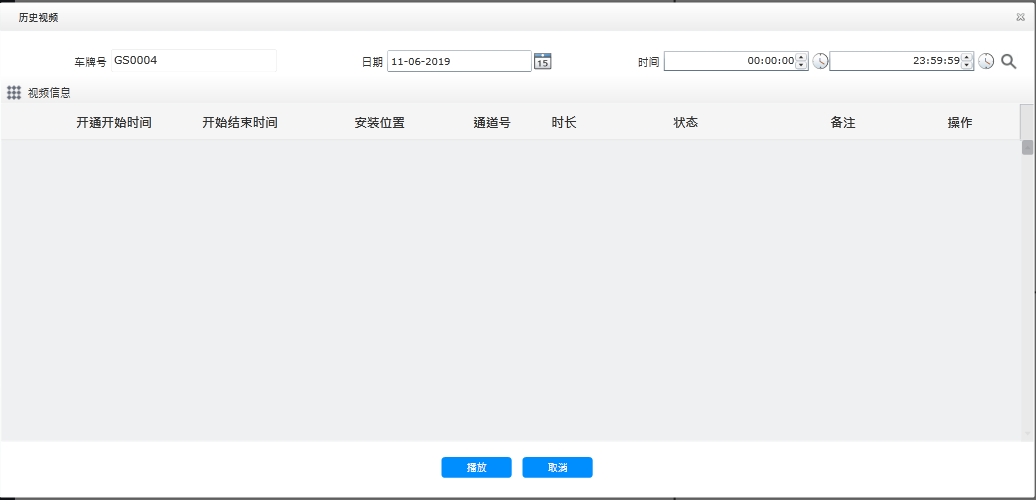 历史视频
车牌号 GS0004 日期 11-06-2019 15 时间 00:00:00 23:59:59
视频信息
开通开始时间 开始结束时间 安装位置 通道号 时长 状态 备注 操作
播放 取消